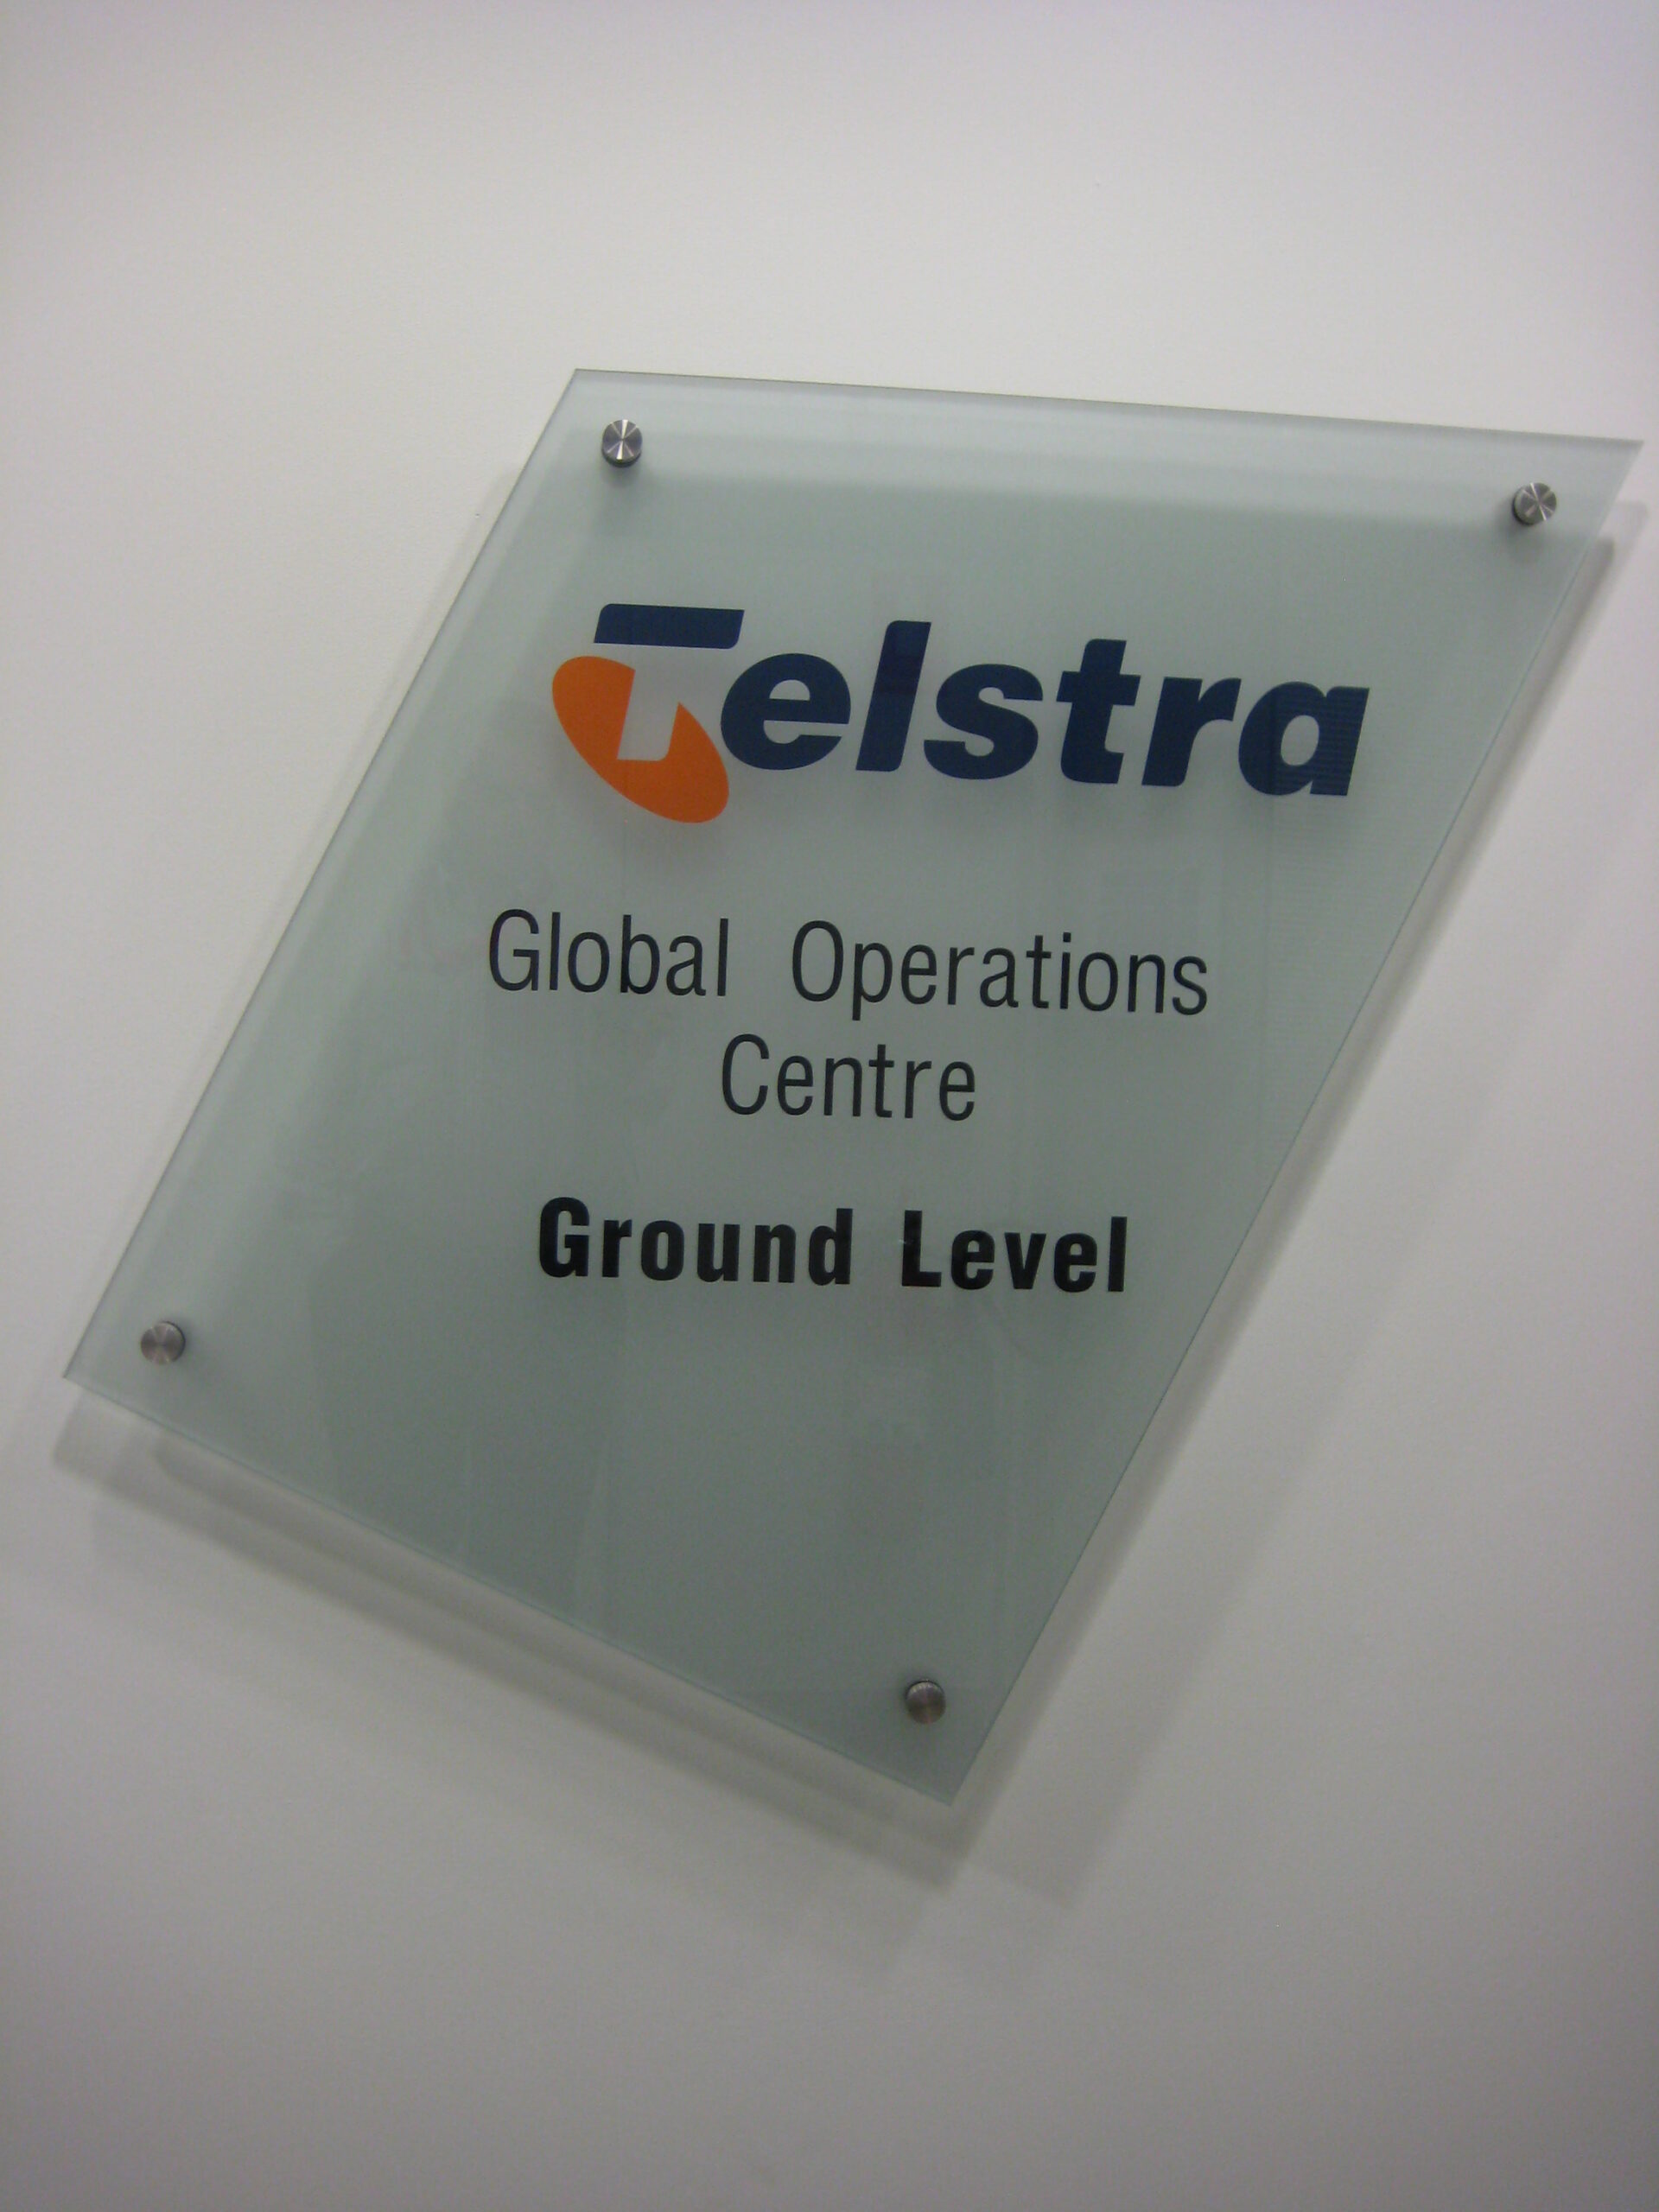 Telstra
Global Operations
Centre
Ground Level